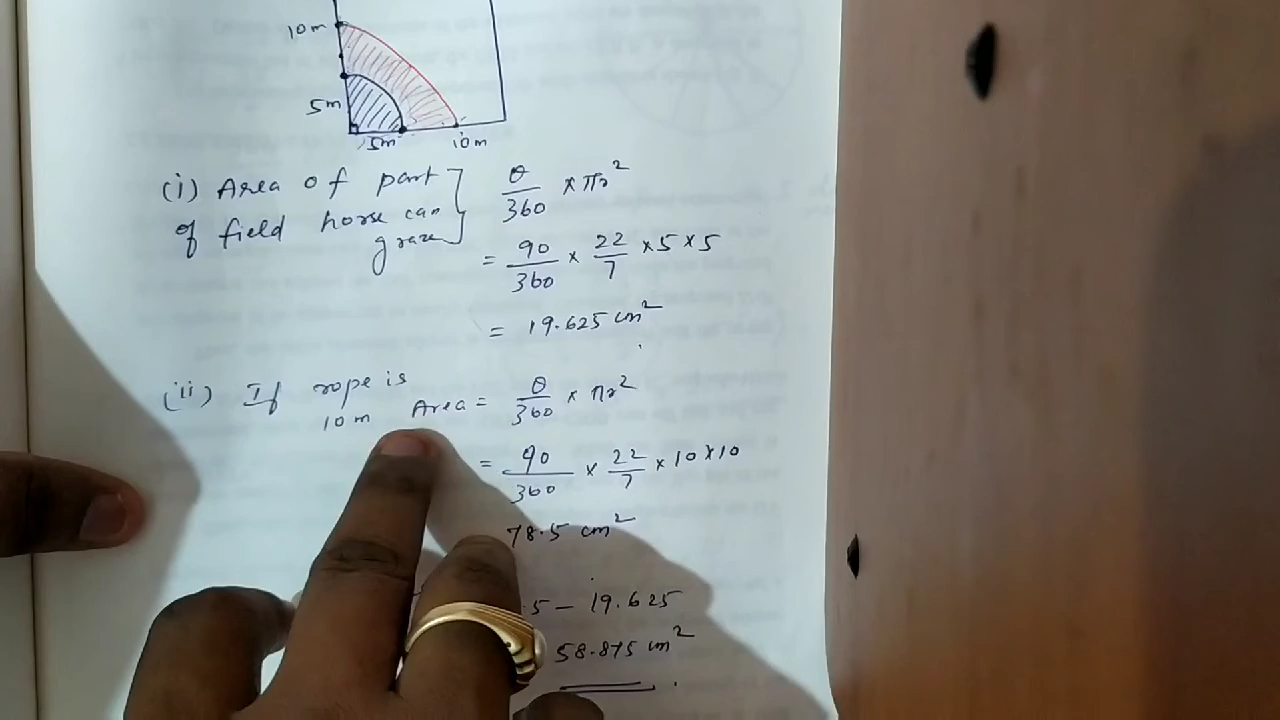 10m
5m
5m
10m
(i) Area of part
of field horse can
graze
θ/360 × πr²
= 90/360 × 22/7 × 5 × 5
= 19.625 cm²
(ii) If rope is
10m Area = θ/360 × πr²
= 90/360 × 22/7 × 10 × 10
78.5 cm²
.5 – 19.625
58.875 cm²